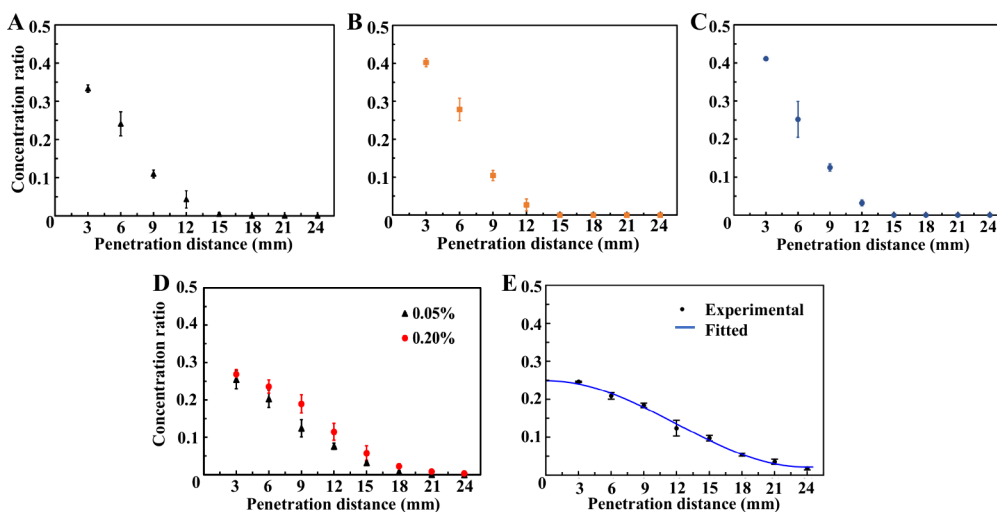 A
Concentration ratio
0.5
0.4
0.3
0.2
0.1
0
3 6 9 12 15 18 21 24
Penetration distance (mm)
B
0.5
0.4
0.3
0.2
0.1
0
3 6 9 12 15 18 21 24
Penetration distance (mm)
C
0.5
0.4
0.3
0.2
0.1
0
3 6 9 12 15 18 21 24
Penetration distance (mm)
D
Concentration ratio
0.5
0.4
0.3
0.2
0.1
0
0.05%
0.20%
3 6 9 12 15 18 21 24
Penetration distance (mm)
E
0.5
0.4
0.3
0.2
0.1
0
Experimental
Fitted
3 6 9 12 15 18 21 24
Penetration distance (mm)